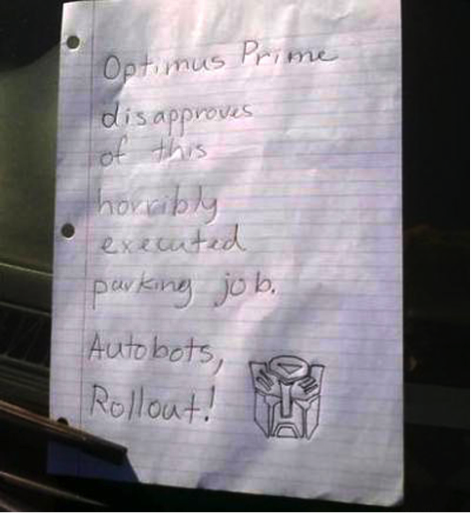 Optimus Prime
disapproves
of this
horribly
executed
parking job.
Autobots,
Rollout!